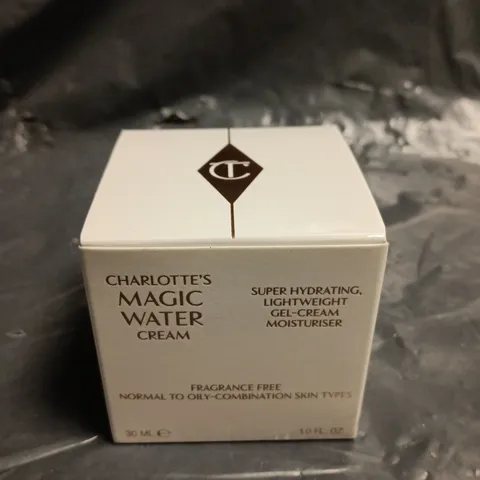 CT
CHARLOTTE'S
MAGIC
WATER
CREAM
SUPER HYDRATING,
LIGHTWEIGHT
GEL-CREAM
MOISTURISER
FRAGRANCE FREE
NORMAL TO OILY-COMBINATION SKIN TYPES
30 ML ℮
1.0 FL. OZ